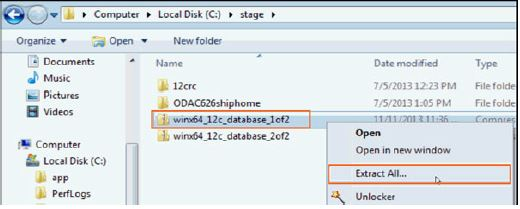 Computer Local Disk (C:) stage
Organize Open New folder
Documents
Music
Pictures
Videos
Computer
Local Disk (C:)
app
PerfLogs
Name Date modified Type
12crc 7/5/2013 12:23 PM File folde
ODAC626shiphome 7/5/2013 1:05 PM File folde
winx64_12c_database_1of2 11/11/2013 11:36 Compres
winx64_12c_database_2of2
Open
Open in new window
Extract All...
Unlocker